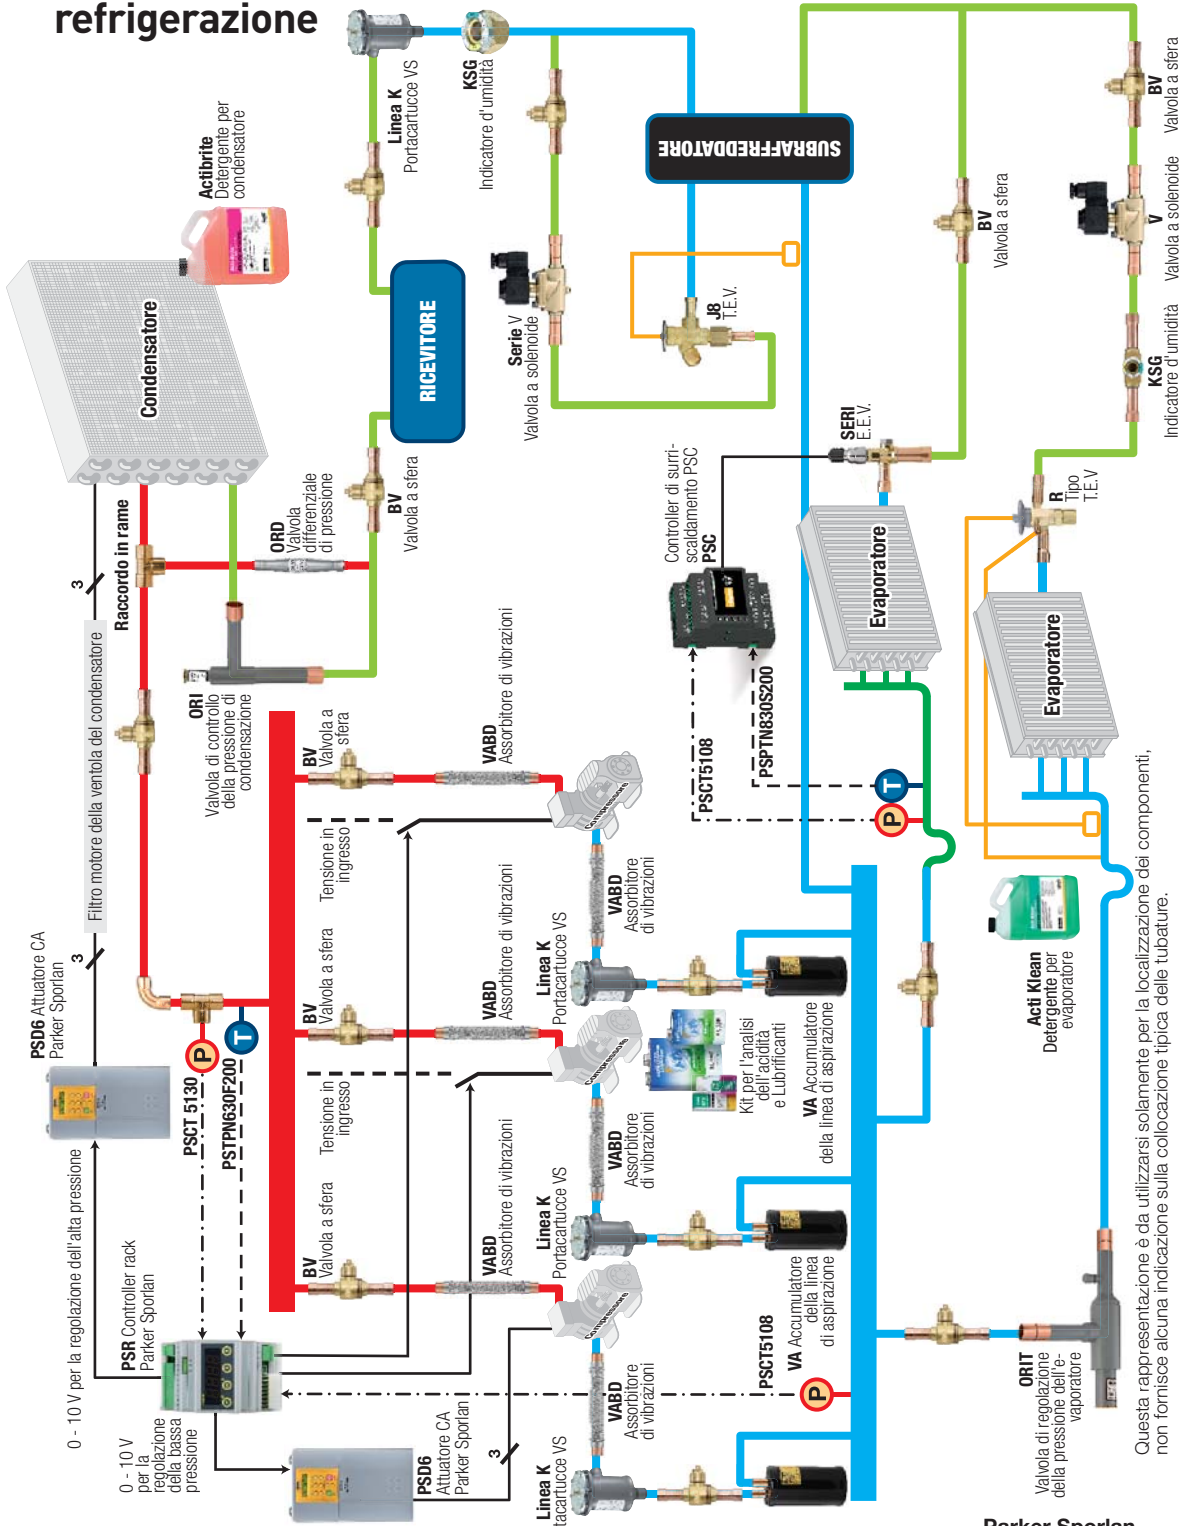 refrigerazione
Linea K
Portacartucce VS
KSG
Indicatore d'umidità
BV
Valvola a sfera
V
Valvola a solenoide
KSG
Indicatore d'umidità
Actibrite
Detergente per
condensatore
Condensatore
RICEVITORE
SUBRAFFREDDATORE
Serie V
Valvola a solenoide
J8
T.E.V.
BV
Valvola a sfera
SERI
E.E.V.
R
Tipo
T.E.V
Raccordo in rame
3
Filtro motore della ventola del condensatore
3
ORD
Valvola
differenziale
di pressione
BV
Valvola a sfera
ORI
Valvola di controllo
della pressione di
condensazione
Controller di surri-
scaldamento PSC
PSC
Evaporatore
Evaporatore
PSCT5108
PSPTN830S200
P
T
PSD6 Attuatore CA
Parker Sporlan
PSCT 5130
PSTPN630F200
P
T
0 - 10 V per la regolazione dell'alta pressione
PSR Controller rack
Parker Sporlan
0 - 10 V
per la
regolazione
della bassa
pressione
PSD6
Attuatore CA
Parker Sporlan
3
BV
Valvola a
sfera
VABD
Assorbitore di vibrazioni
Tensione in
ingresso
Compressore
VABD
Assorbitore
di vibrazioni
Linea K
Portacartucce VS
BV
Valvola a sfera
VABD
Assorbitore di vibrazioni
Tensione in
ingresso
Compressore
VABD
Assorbitore
di vibrazioni
Linea K
Portacartucce VS
BV
Valvola a sfera
VABD
Assorbitore di vibrazioni
Compressore
VABD
Assorbitore
di vibrazioni
Linea K
tacartucce VS
Kit per l'analisi
dell'acidità
e Lubrificanti
VA Accumulatore
della linea di aspirazione
VA Accumulatore
della linea
di aspirazione
PSCT5108
P
Acti Klean
Detergente per
evaporatore
ORIT
Valvola di regolazione
della pressione dell'e-
vaporatore
Questa rappresentazione è da utilizzarsi solamente per la localizzazione dei componenti,
non fornisce alcuna indicazione sulla collocazione tipica delle tubature.
Parker Sporlan